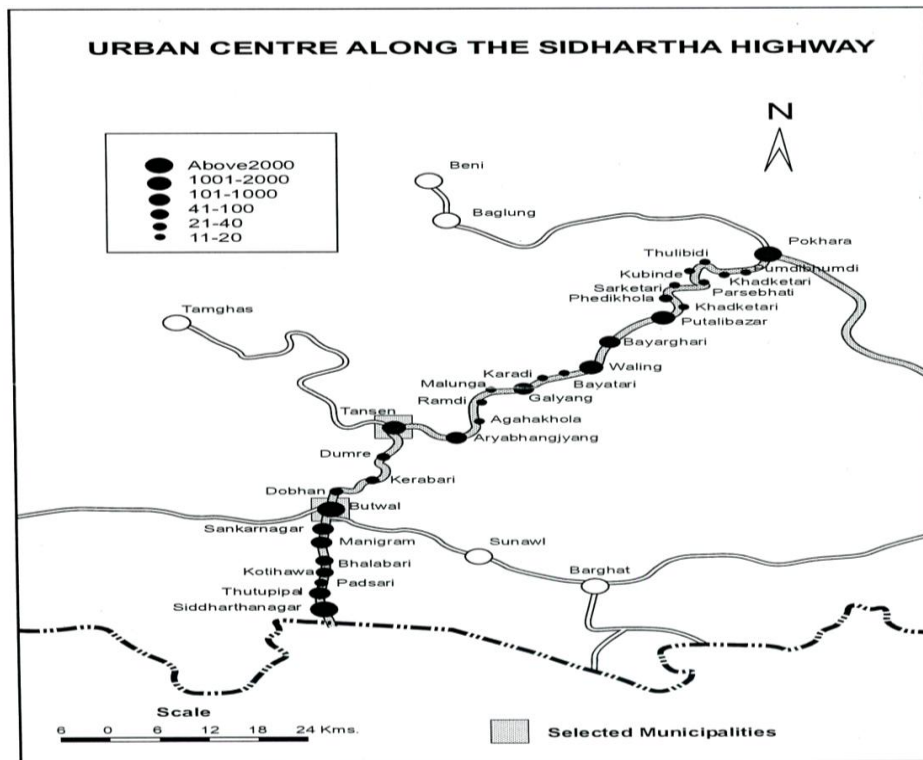 URBAN CENTRE ALONG THE SIDHARTHA HIGHWAY
N
Above2000
1001-2000
101-1000
41-100
21-40
11-20
Beni
Baglung
Pokhara
Thulibidi
Pumdibhumdi
Kubinde
Khadketari
Sarketari
Parsebhati
Phedikhola
Khadketari
Tamghas
Putalibazar
Bayarghari
Waling
Karadi
Bayatari
Malunga
Galyang
Ramdi
Tansen
Agahakhola
Aryabhangjyang
Dumre
Kerabari
Dobhan
Butwal
Sankarnagar
Manigram
Sunawl
Bhalabari
Kotihawa
Barghat
Padsari
Thutupipal
Siddharthanagar
Scale
6 0 6 12 18 24 Kms.
Selected Municipalities